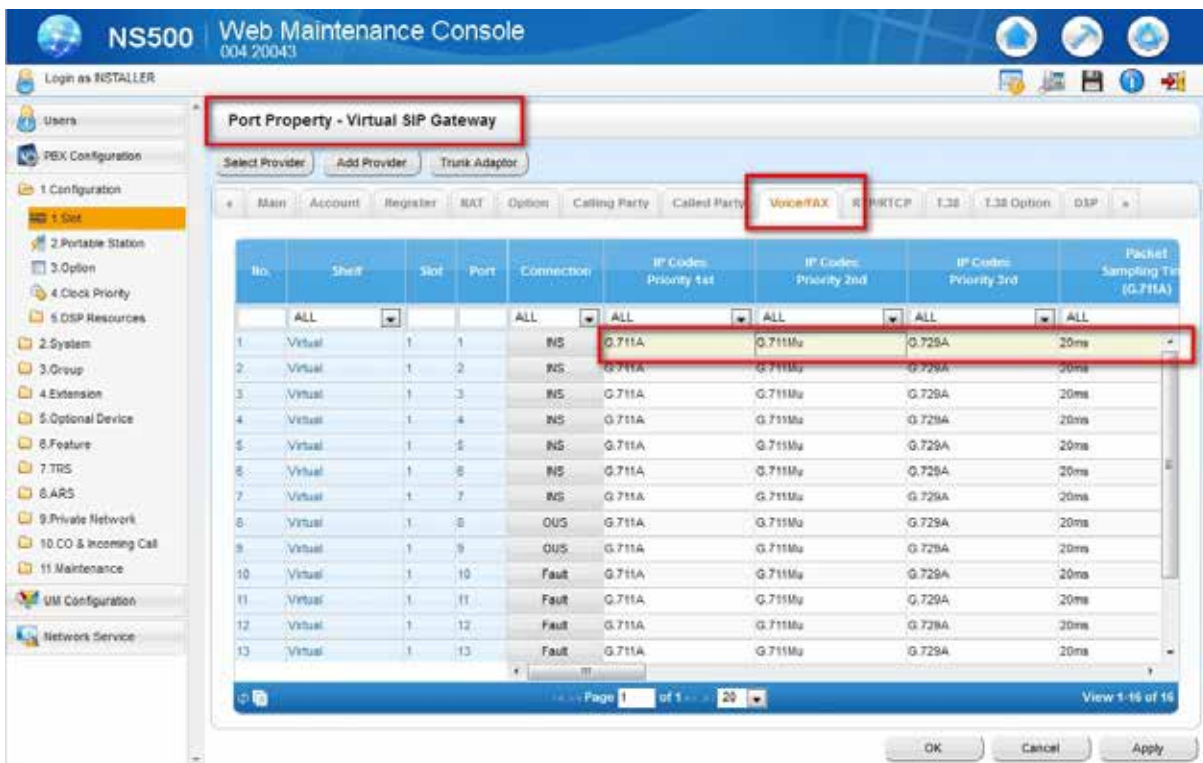 NS500
Web Maintenance Console
004.20043
Login as INSTALLER
Users
PBX Configuration
1 Configuration
1.Slot
2.Portable Station
3.Option
4.Clock Priority
5.DSP Resources
2.System
3.Group
4.Extension
5.Optional Device
6.Feature
7.TRS
8.ARS
9.Private Network
10.CO & Incoming Call
11.Maintenance
UM Configuration
Network Service
Port Property - Virtual SIP Gateway
Select Provider Add Provider Trunk Adaptor
Main Account Register NAT Option Calling Party Called Party Voice/FAX T.38 T.38 Option DSP
No. Shelf Slot Port Connection IP Codec Priority 1st IP Codec Priority 2nd IP Codec Priority 3rd Packet Sampling Tim (G.711A)
ALL ALL ALL ALL ALL ALL
1 Virtual 1 1 INS G.711A G.711Mu G.729A 20ms
2 Virtual 1 2 INS G.711A G.711Mu G.729A 20ms
3 Virtual 1 3 INS G.711A G.711Mu G.729A 20ms
4 Virtual 1 4 INS G.711A G.711Mu G.729A 20ms
5 Virtual 1 5 INS G.711A G.711Mu G.729A 20ms
6 Virtual 1 6 INS G.711A G.711Mu G.729A 20ms
7 Virtual 1 7 INS G.711A G.711Mu G.729A 20ms
8 Virtual 1 8 OUS G.711A G.711Mu G.729A 20ms
9 Virtual 1 9 OUS G.711A G.711Mu G.729A 20ms
10 Virtual 1 10 Fault G.711A G.711Mu G.729A 20ms
11 Virtual 1 11 Fault G.711A G.711Mu G.729A 20ms
12 Virtual 1 12 Fault G.711A G.711Mu G.729A 20ms
13 Virtual 1 13 Fault G.711A G.711Mu G.729A 20ms
Page 1 of 1 20 View 1-16 of 16
OK Cancel Apply